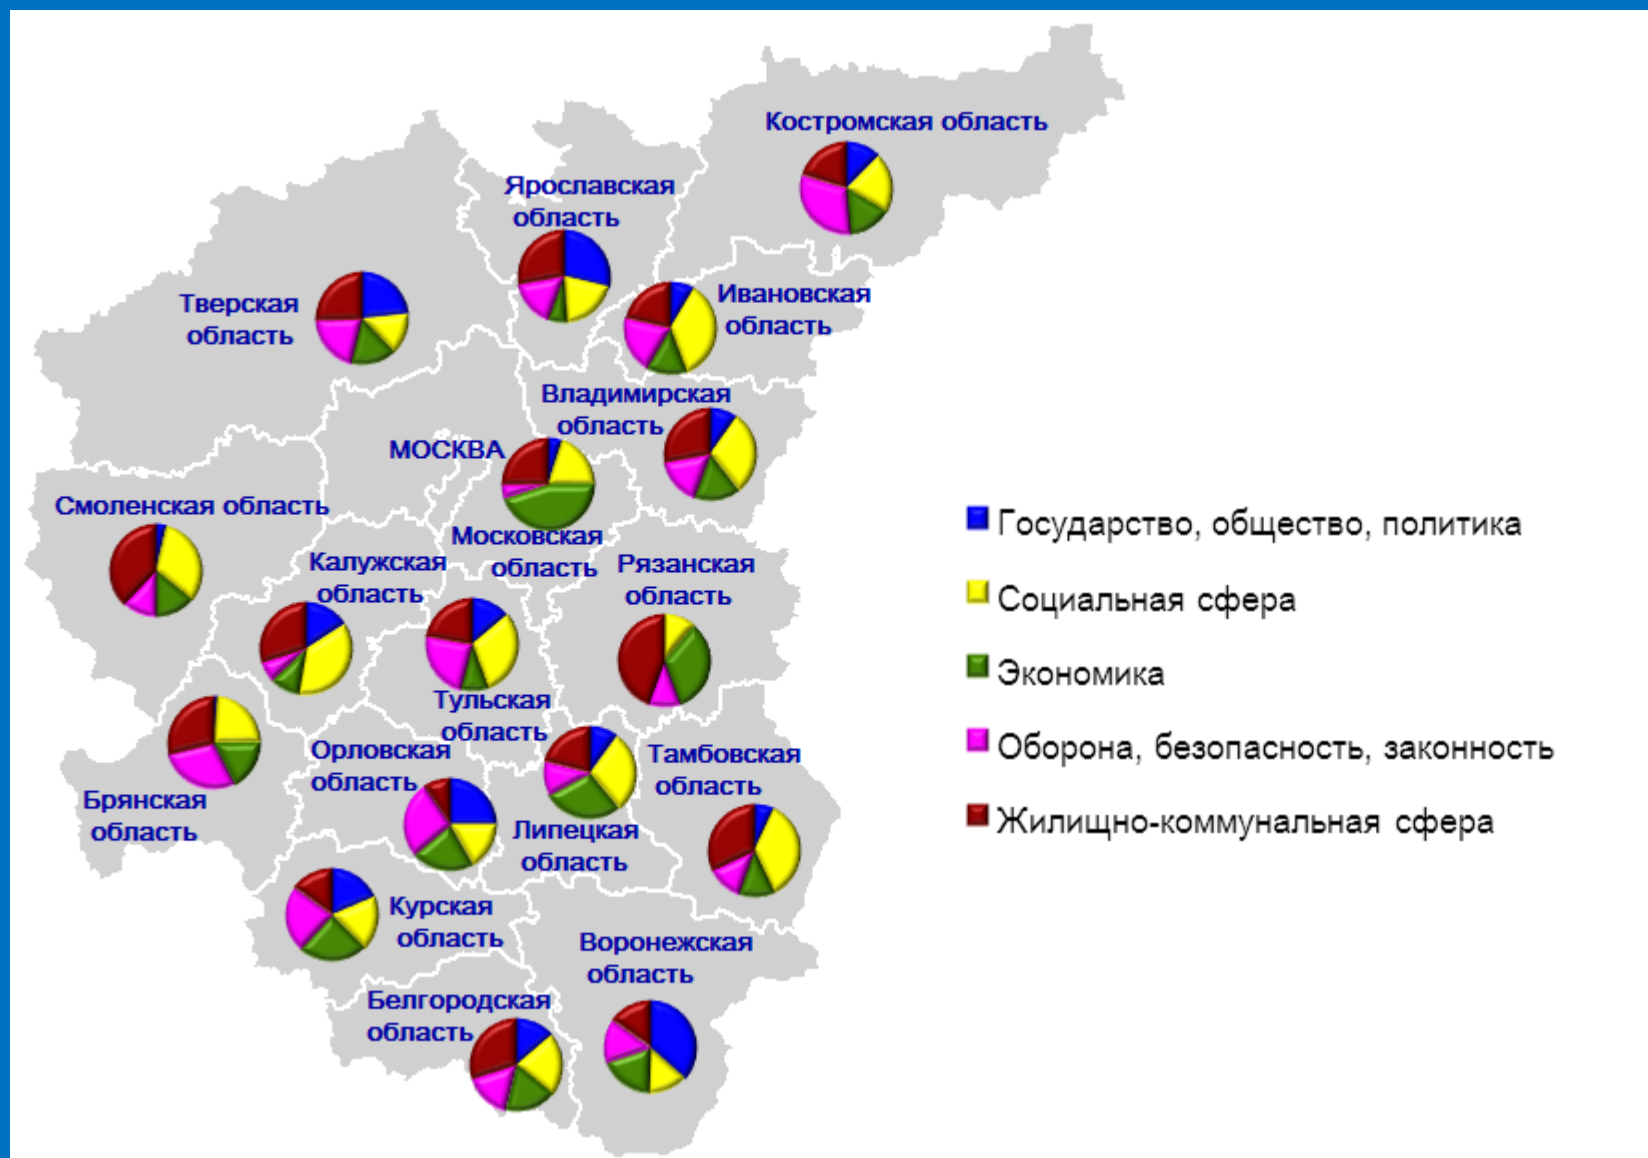 Костромская область
Ярославская
область
Тверская
область
Ивановская
область
Владимирская
область
МОСКВА
Смоленская область
Московская
область
Калужская
область
Рязанская
область
Тульская
область
Орловская
область
Тамбовская
область
Брянская
область
Липецкая
область
Курская
область
Воронежская
область
Белгородская
область
Государство, общество, политика
Социальная сфера
Экономика
Оборона, безопасность, законность
Жилищно-коммунальная сфера